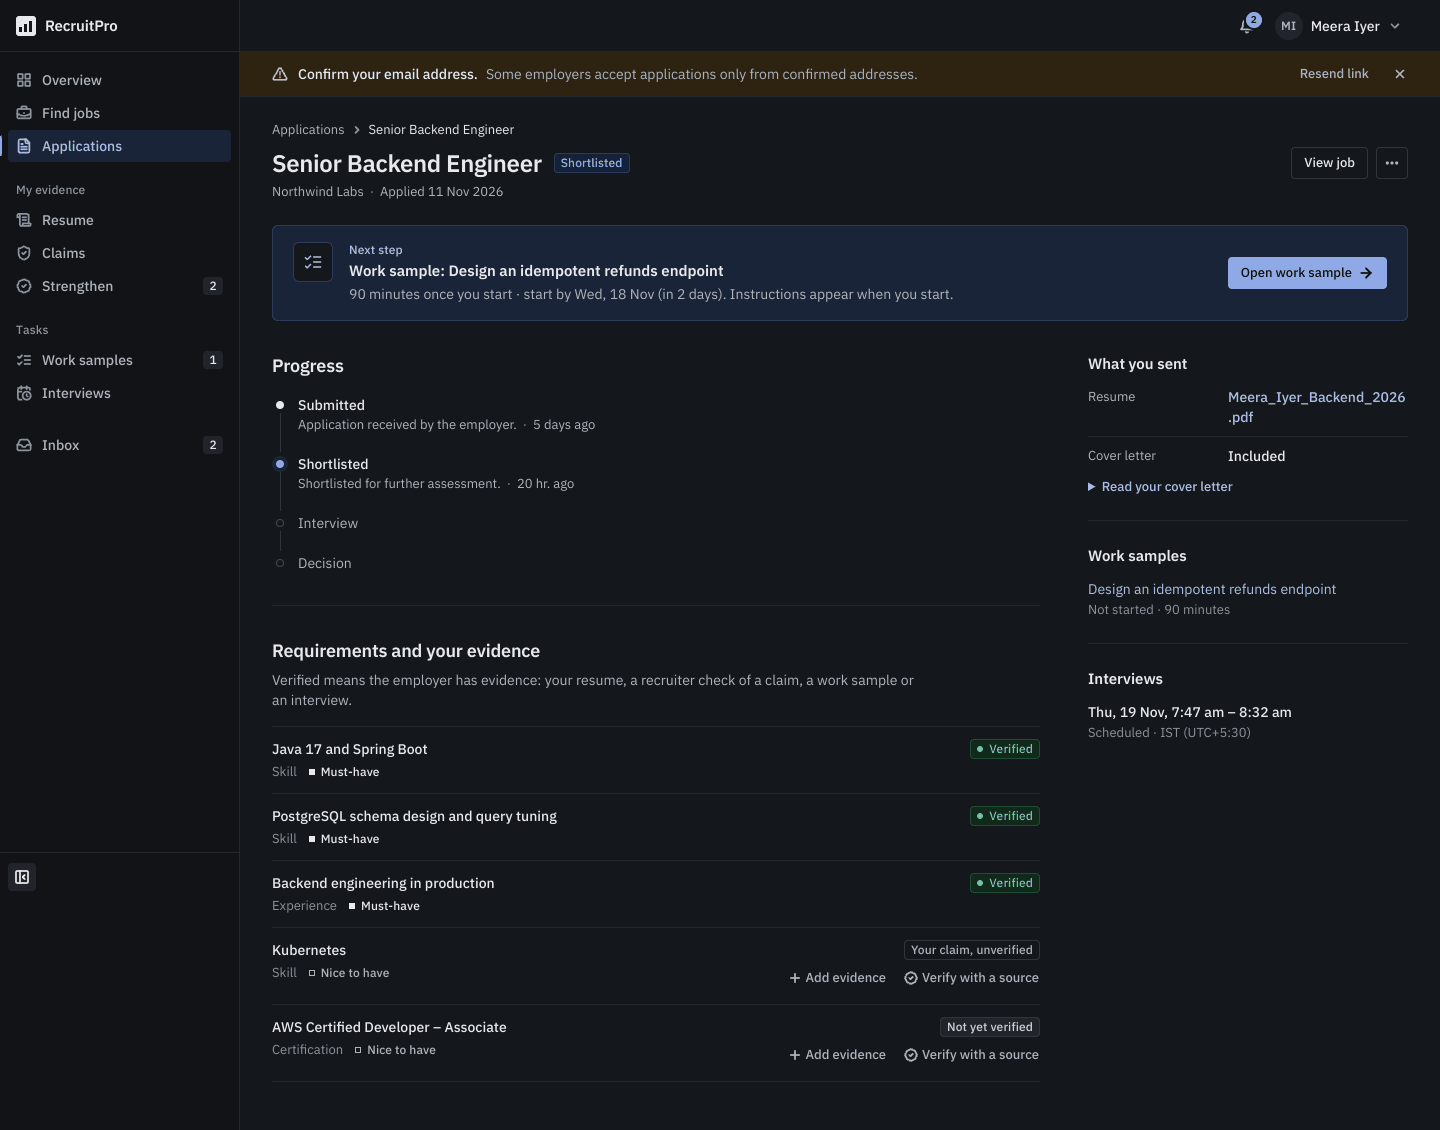 RecruitPro
2
MI
Meera Iyer
Overview
Find jobs
Applications
My evidence
Resume
Claims
Strengthen
2
Tasks
Work samples
1
Interviews
Inbox
2
Confirm your email address. Some employers accept applications only from confirmed addresses.
Resend link
Applications
Senior Backend Engineer
Senior Backend Engineer
Shortlisted
Northwind Labs · Applied 11 Nov 2026
View job
Next step
Work sample: Design an idempotent refunds endpoint
90 minutes once you start · start by Wed, 18 Nov (in 2 days). Instructions appear when you start.
Open work sample
Progress
Submitted
Application received by the employer. · 5 days ago
Shortlisted
Shortlisted for further assessment. · 20 hr. ago
Interview
Decision
Requirements and your evidence
Verified means the employer has evidence: your resume, a recruiter check of a claim, a work sample or
an interview.
Java 17 and Spring Boot
Verified
Skill
Must-have
PostgreSQL schema design and query tuning
Verified
Skill
Must-have
Backend engineering in production
Verified
Experience
Must-have
Kubernetes
Your claim, unverified
Skill
Nice to have
Add evidence
Verify with a source
AWS Certified Developer – Associate
Not yet verified
Certification
Nice to have
Add evidence
Verify with a source
What you sent
Resume
Meera_Iyer_Backend_2026
.pdf
Cover letter
Included
Read your cover letter
Work samples
Design an idempotent refunds endpoint
Not started · 90 minutes
Interviews
Thu, 19 Nov, 7:47 am – 8:32 am
Scheduled · IST (UTC+5:30)